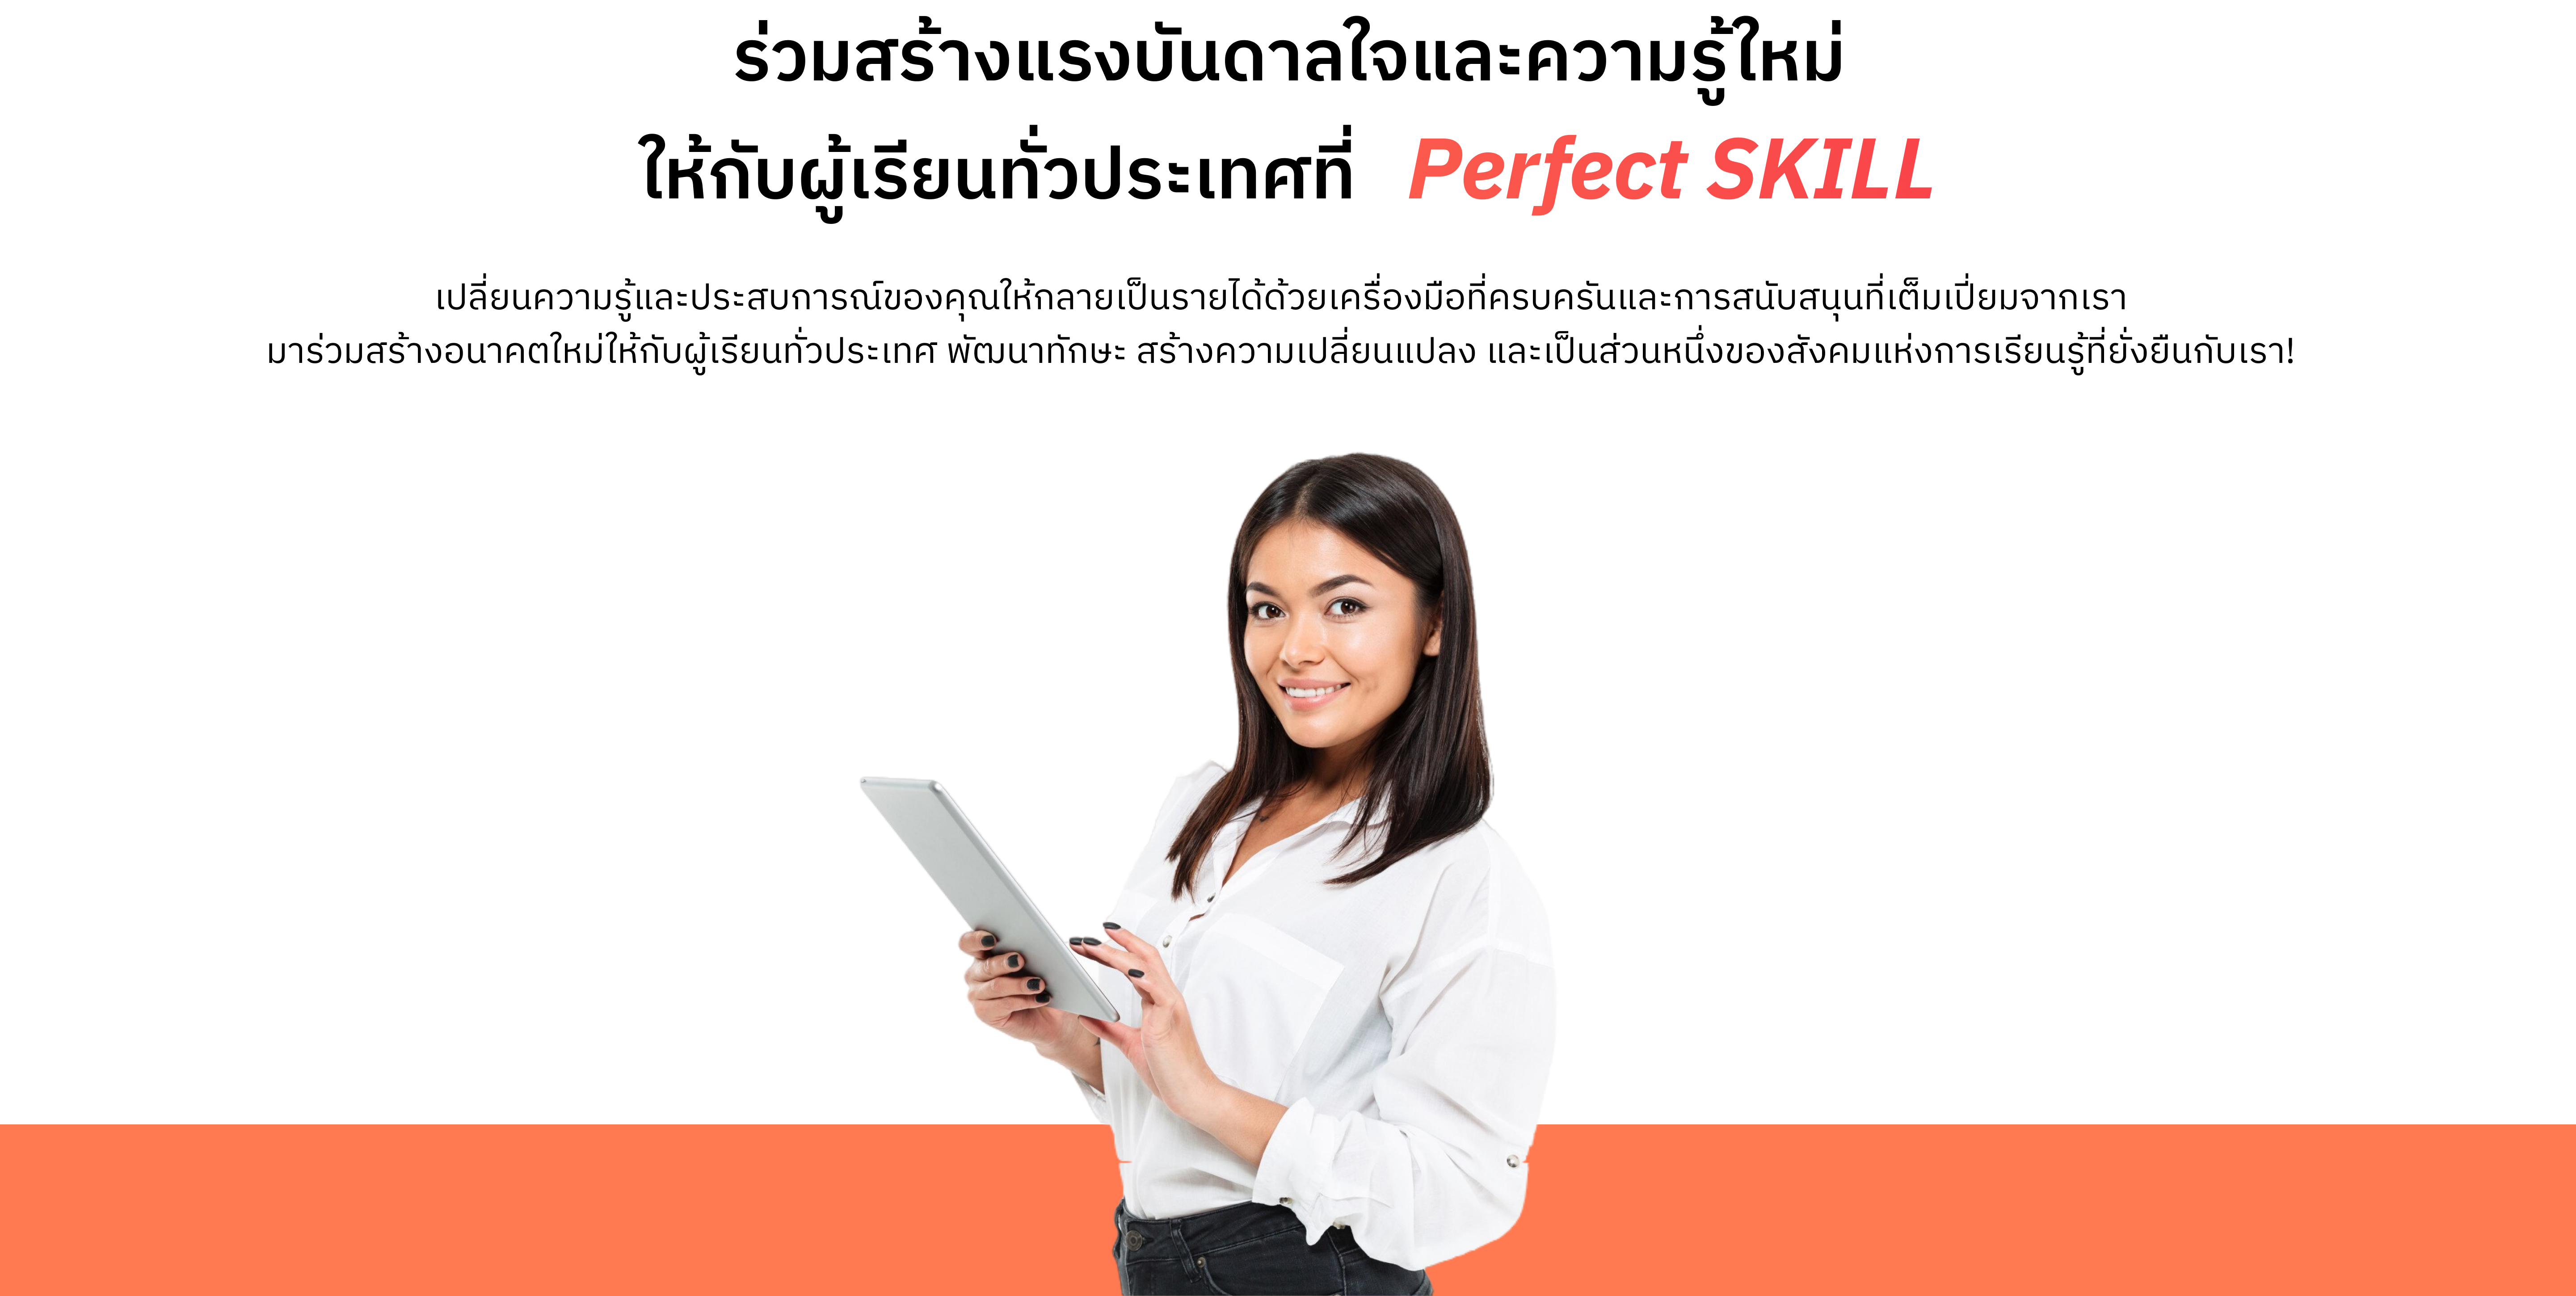 ร่วมสร้างแรงบันดาลใจและความรู้ใหม่
ให้กับผู้เรียนทั่วประเทศที่ Perfect SKILL
เปลี่ยนความรู้และประสบการณ์ของคุณให้กลายเป็นรายได้ด้วยเครื่องมือที่ครบครันและการสนับสนุนที่เต็มเปี่ยมจากเรา
มาร่วมสร้างอนาคตใหม่ให้กับผู้เรียนทั่วประเทศ พัฒนาทักษะ สร้างความเปลี่ยนแปลง และเป็นส่วนหนึ่งของสังคมแห่งการเรียนรู้ที่ยั่งยืนกับเรา!